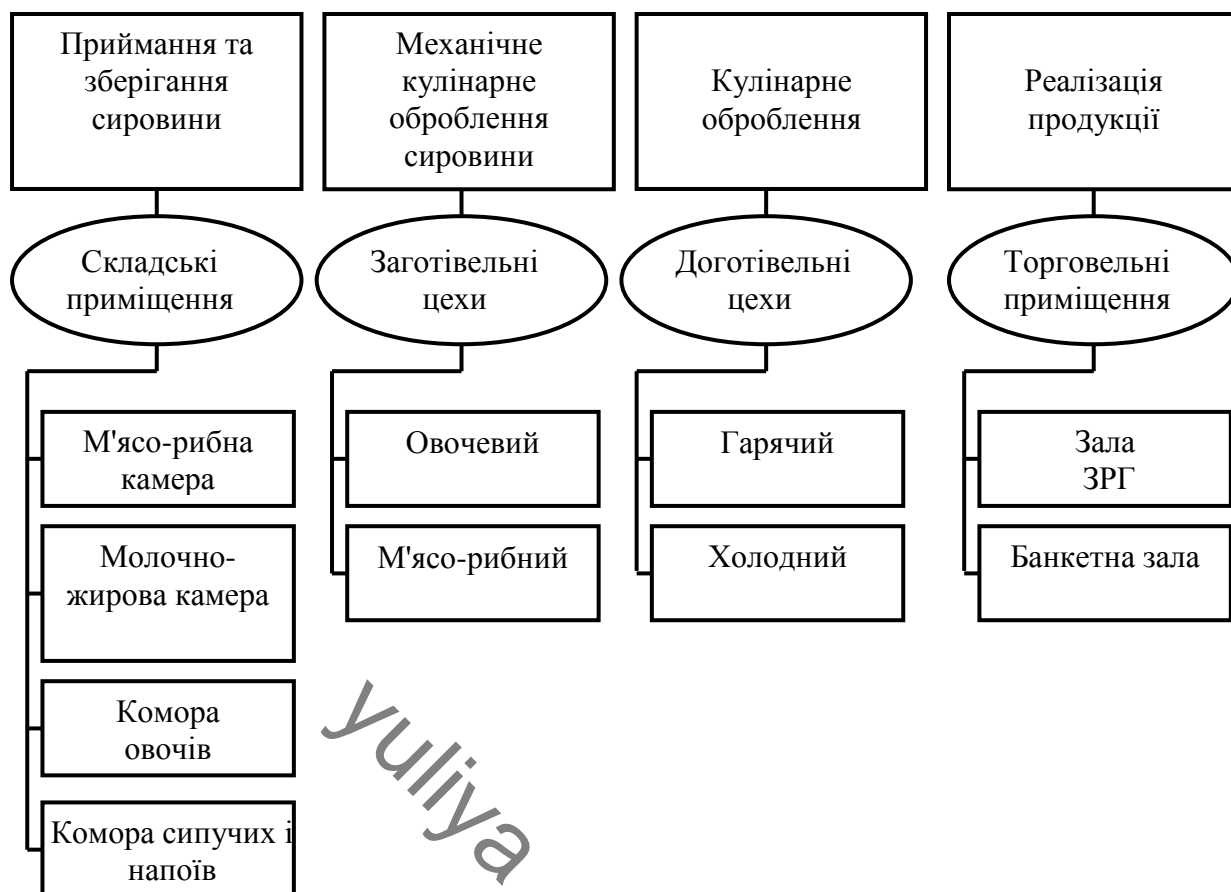 Приймання та
зберігання
сировини
Механічне
кулінарне
оброблення
сировини
Кулінарне
оброблення
Реалізація
продукції
Складські
приміщення
Заготівельні
цехи
Доготівельні
цехи
Торговельні
приміщення
М'ясо-рибна
камера
Молочно-
жирова камера
Комора
овочів
Комора сипучих і
напоїв
Овочевий
М'ясо-рибний
Гарячий
Холодний
Зала
ЗРГ
Банкетна зала
yuliya